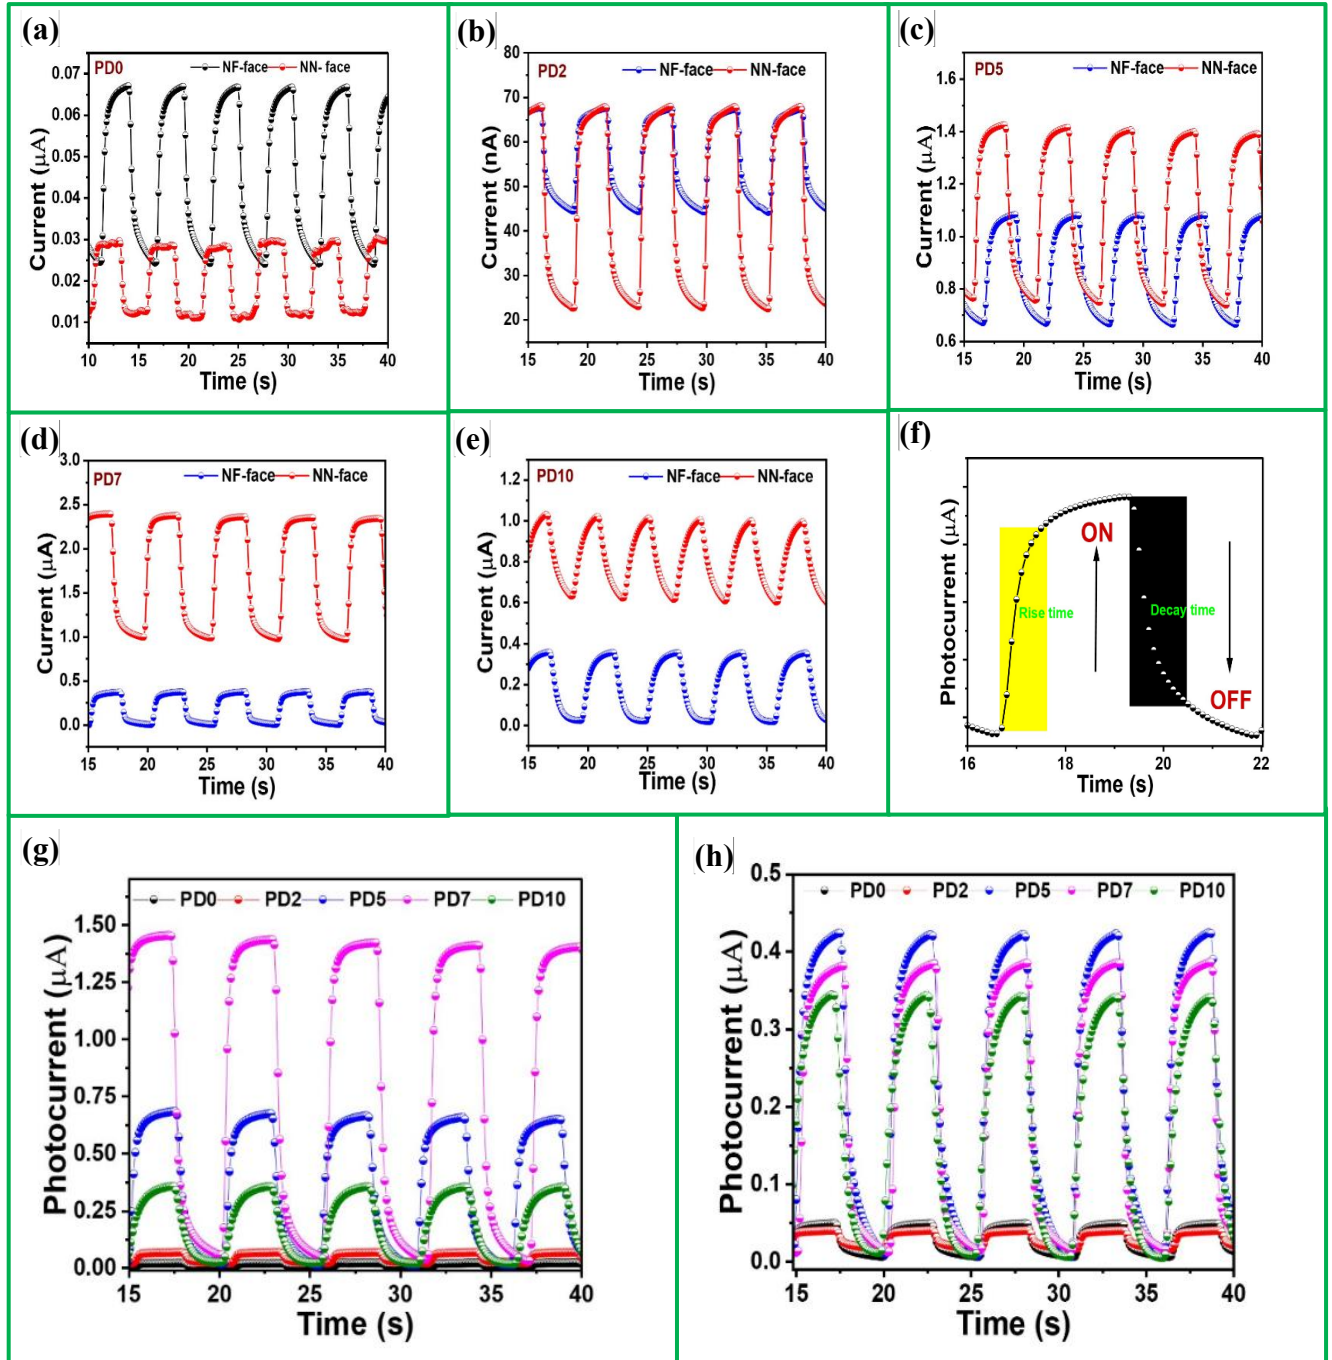 (a)
PD0
NF-face
NN- face
0.07
0.06
0.05
0.04
0.03
0.02
0.01
Current (μA)
10 15 20 25 30 35 40
Time (s)
(b)
PD2
NF-face
NN-face
80
70
60
50
40
30
20
Current (nA)
15 20 25 30 35 40
Time (s)
(c)
PD5
NF-face
NN-face
1.6
1.4
1.2
1.0
0.8
0.6
Current (μA)
15 20 25 30 35 40
Time (s)
(d)
PD7
NF-face
NN-face
3.0
2.5
2.0
1.5
1.0
0.5
0.0
Current (μA)
15 20 25 30 35 40
Time (s)
(e)
PD10
NF-face
NN-face
1.2
1.0
0.8
0.6
0.4
0.2
0.0
Current (μA)
15 20 25 30 35 40
Time (s)
(f)
Photocurrent (μA)
ON
Rise time
Decay time
OFF
16 18 20 22
Time (s)
(g)
PD0 PD2 PD5 PD7 PD10
1.50
1.25
1.00
0.75
0.50
0.25
0.00
Photocurrent (μA)
15 20 25 30 35 40
Time (s)
(h)
PD0 PD2 PD5 PD7 PD10
0.5
0.4
0.3
0.2
0.1
0.0
Photocurrent (μA)
15 20 25 30 35 40
Time (s)